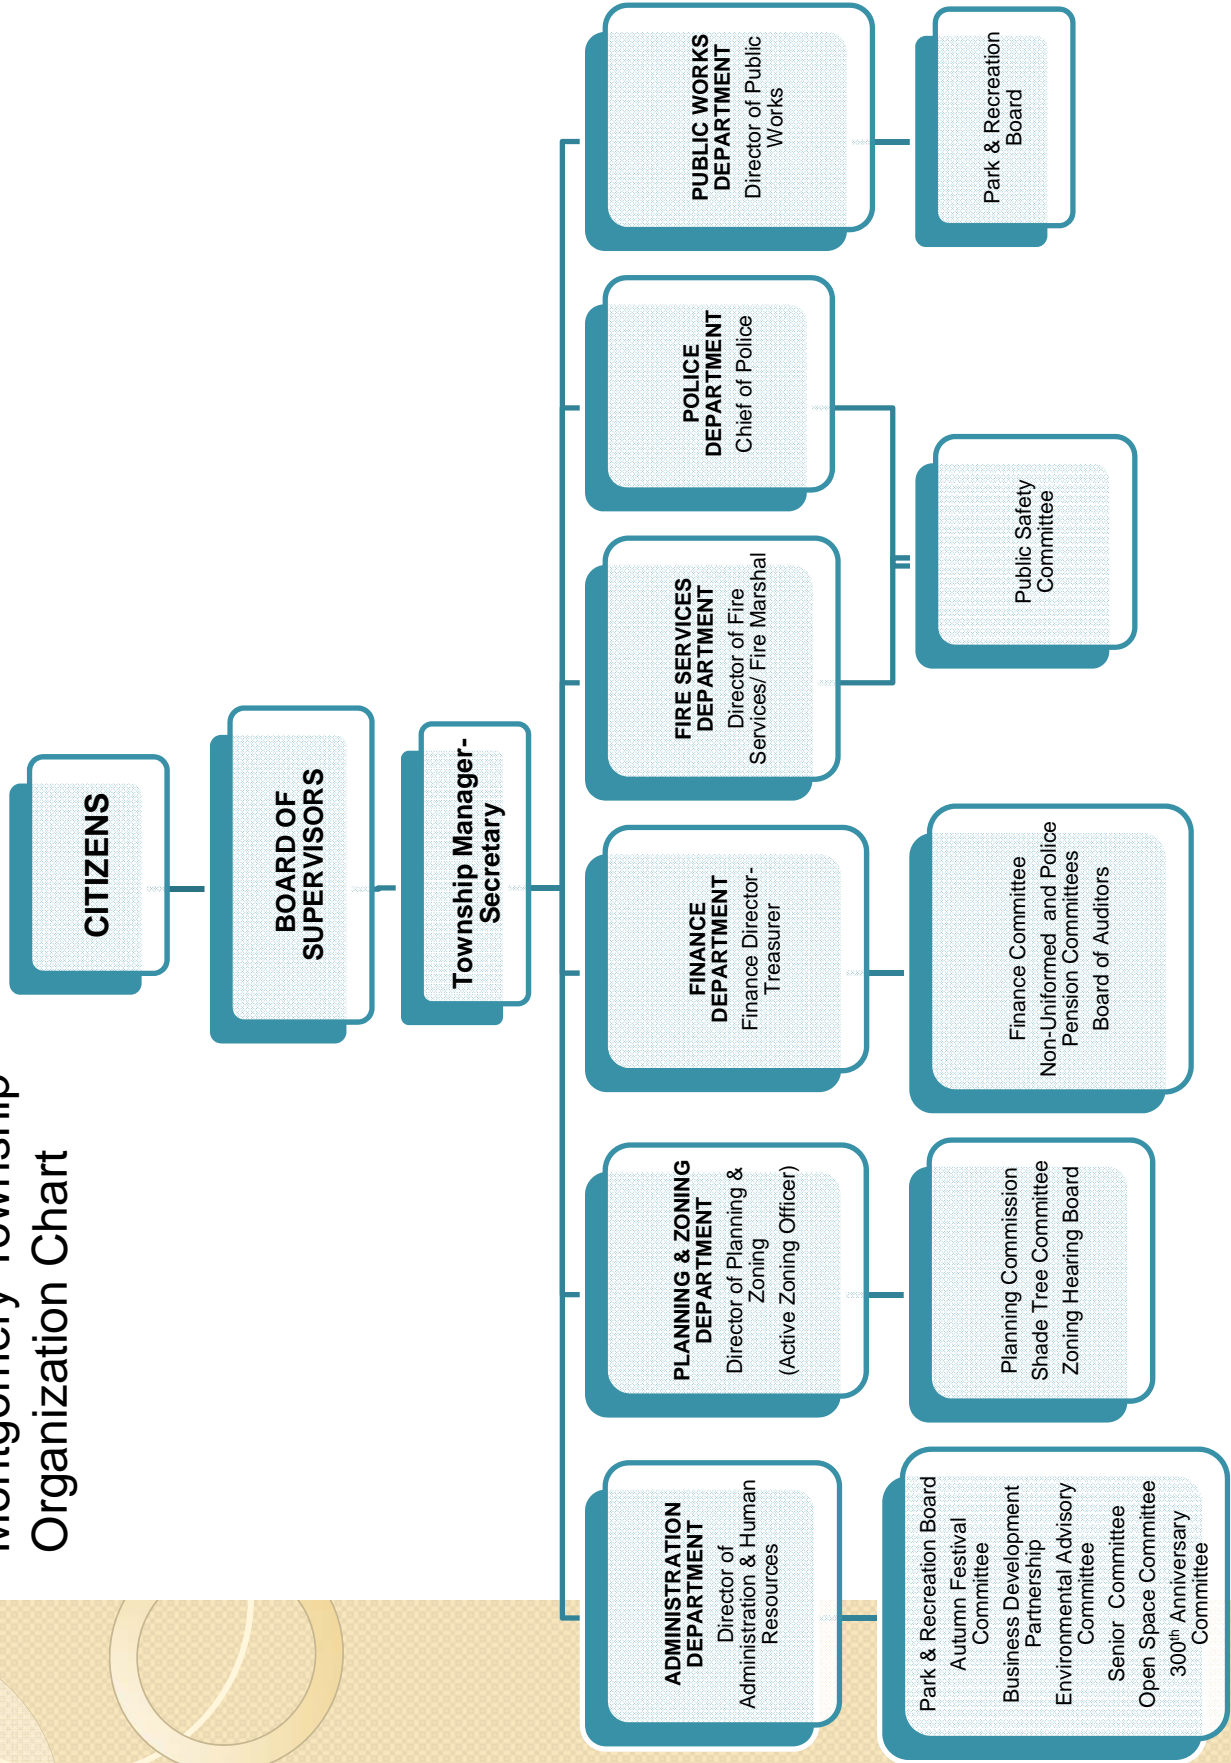 Montgomery Township
Organization Chart
CITIZENS
BOARD OF
SUPERVISORS
Township Manager-
Secretary
ADMINISTRATION
DEPARTMENT
Director of
Administration & Human
Resources
PLANNING & ZONING
DEPARTMENT
Director of Planning &
Zoning
(Active Zoning Officer)
FINANCE
DEPARTMENT
Finance Director-
Treasurer
FIRE SERVICES
DEPARTMENT
Director of Fire
Services/ Fire Marshal
POLICE
DEPARTMENT
Chief of Police
PUBLIC WORKS
DEPARTMENT
Director of Public
Works
Park & Recreation Board
Autumn Festival
Committee
Business Development
Partnership
Environmental Advisory
Committee
Senior Committee
Open Space Committee
300th Anniversary
Committee
Planning Commission
Shade Tree Committee
Zoning Hearing Board
Finance Committee
Non-Uniformed and Police
Pension Committees
Board of Auditors
Public Safety
Committee
Park & Recreation
Board